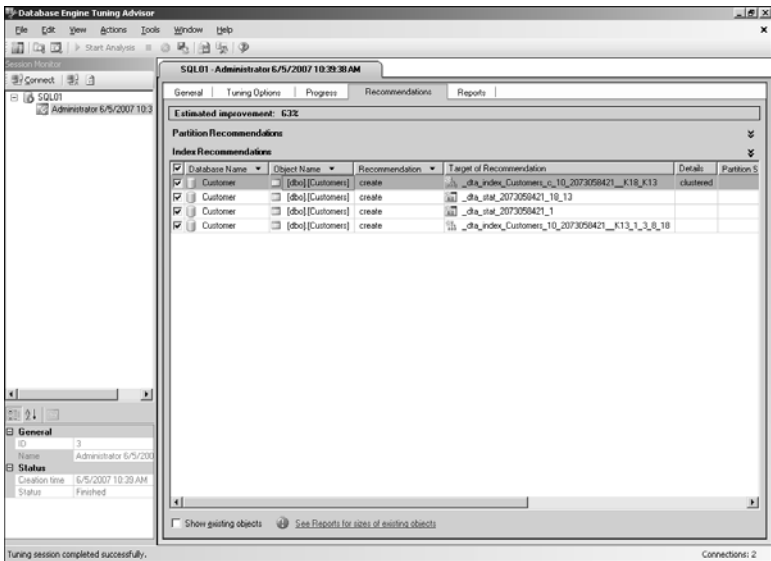 Database Engine Tuning Advisor
File Edit View Actions Tools Window Help
Start Analysis
Session Monitor
Connect
SQL01
Administrator 6/5/2007 10:3
SQL01 - Administrator 6/5/2007 10:39:38 AM
General Tuning Options Progress Recommendations Reports
Estimated improvement: 63%
Partition Recommendations
Index Recommendations
Database Name Object Name Recommendation Target of Recommendation Details Partition S
Customer [dbo].[Customers] create _dta_index_Customers_c_10_2073058421__K18_K13 clustered
Customer [dbo].[Customers] create _dta_stat_2073058421_18_13
Customer [dbo].[Customers] create _dta_stat_2073058421_1
Customer [dbo].[Customers] create _dta_index_Customers_10_2073058421__K13_1_3_8_18
General
ID 3
Name Administrator 6/5/200
Status
Creation time 6/5/2007 10:39 AM
Status Finished
Show existing objects See Reports for sizes of existing objects
Tuning session completed successfully. Connections: 2